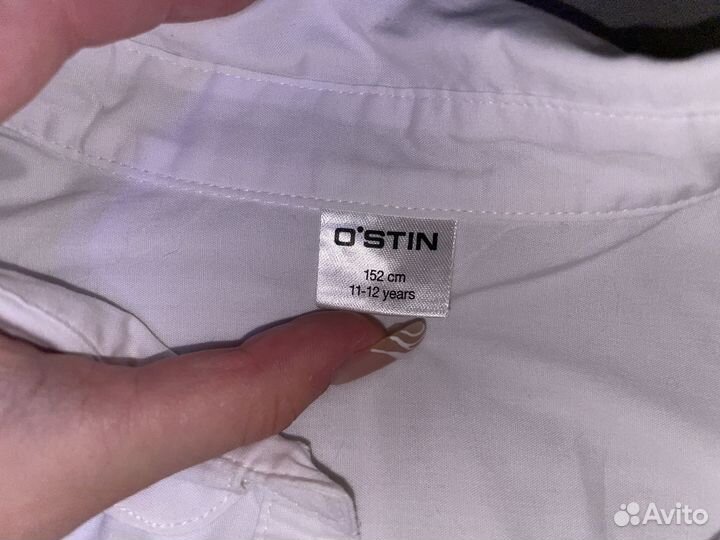 O'STIN
152 cm
11-12 years
Avito